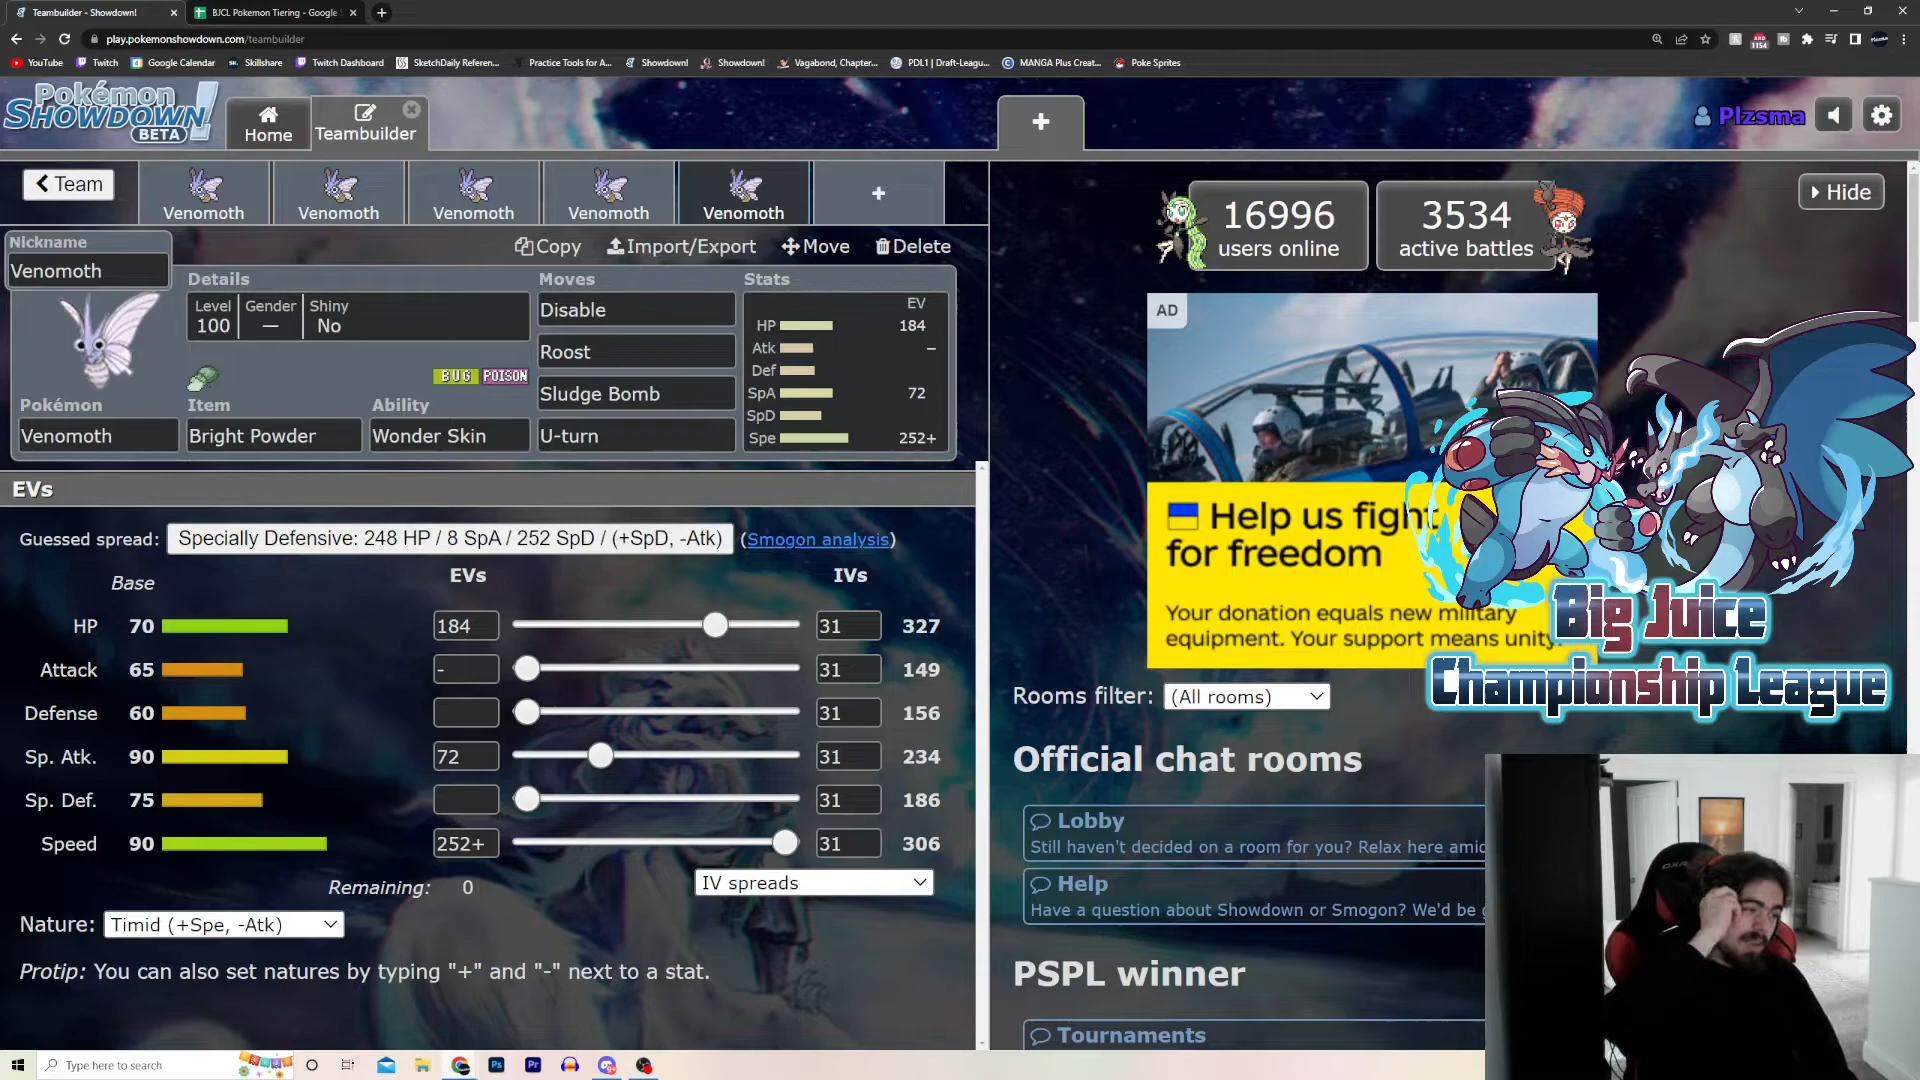 Teambuilder - Showdown!
BJCL Pokemon Tiering - Google S
play.pokemonshowdown.com/teambuilder
YouTube
Twitch
Google Calendar
Skillshare
Twitch Dashboard
SketchDaily Referen...
Practice Tools for A...
Showdown!
Showdown!
Vagabond, Chapter...
PDL1 | Draft-Leagu...
MANGA Plus Creat...
Poke Sprites
Pokémon
SHOWDOWN!
BETA
Home
Teambuilder
+
Plzsma
Team
Venomoth
Venomoth
Venomoth
Venomoth
Venomoth
+
Copy
Import/Export
Move
Delete
Nickname
Venomoth
Details
Level
Gender
Shiny
100
—
No
BUG
POISON
Pokémon
Item
Ability
Venomoth
Bright Powder
Wonder Skin
Moves
Disable
Roost
Sludge Bomb
U-turn
Stats
EV
HP 184
Atk –
Def
SpA 72
SpD
Spe 252+
EVs
Guessed spread: Specially Defensive: 248 HP / 8 SpA / 252 SpD / (+SpD, -Atk) (Smogon analysis)
Base
EVs
IVs
HP 70 184 31 327
Attack 65 - 31 149
Defense 60 31 156
Sp. Atk. 90 72 31 234
Sp. Def. 75 31 186
Speed 90 252+ 31 306
Remaining: 0
IV spreads
Nature: Timid (+Spe, -Atk)
Protip: You can also set natures by typing "+" and "-" next to a stat.
16996
users online
3534
active battles
Hide
AD
Help us fight
for freedom
Your donation equals new military
equipment. Your support means unity.
Big Juice
Championship League
Rooms filter: (All rooms)
Official chat rooms
Lobby
Still haven't decided on a room for you? Relax here amid
Help
Have a question about Showdown or Smogon? We'd be g
PSPL winner
Tournaments
Type here to search
Ps
Pr